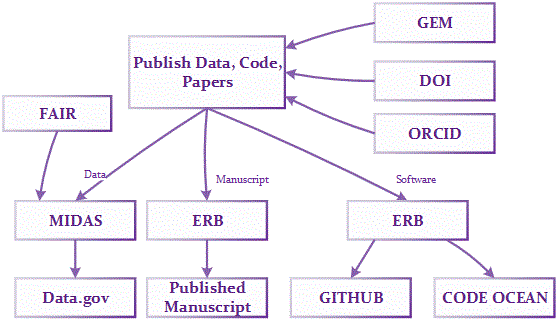 GEM
Publish Data, Code,
Papers
DOI
FAIR
ORCID
Data
Manuscript
Software
MIDAS
ERB
ERB
Data.gov
Published
Manuscript
GITHUB
CODE OCEAN